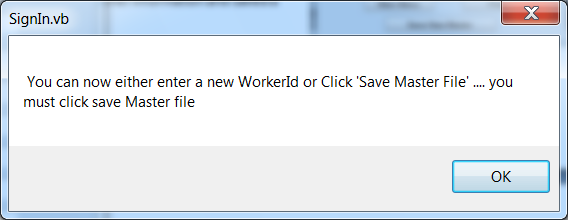 SignIn.vb
You can now either enter a new WorkerId or Click 'Save Master File' .... you
must click save Master file
OK